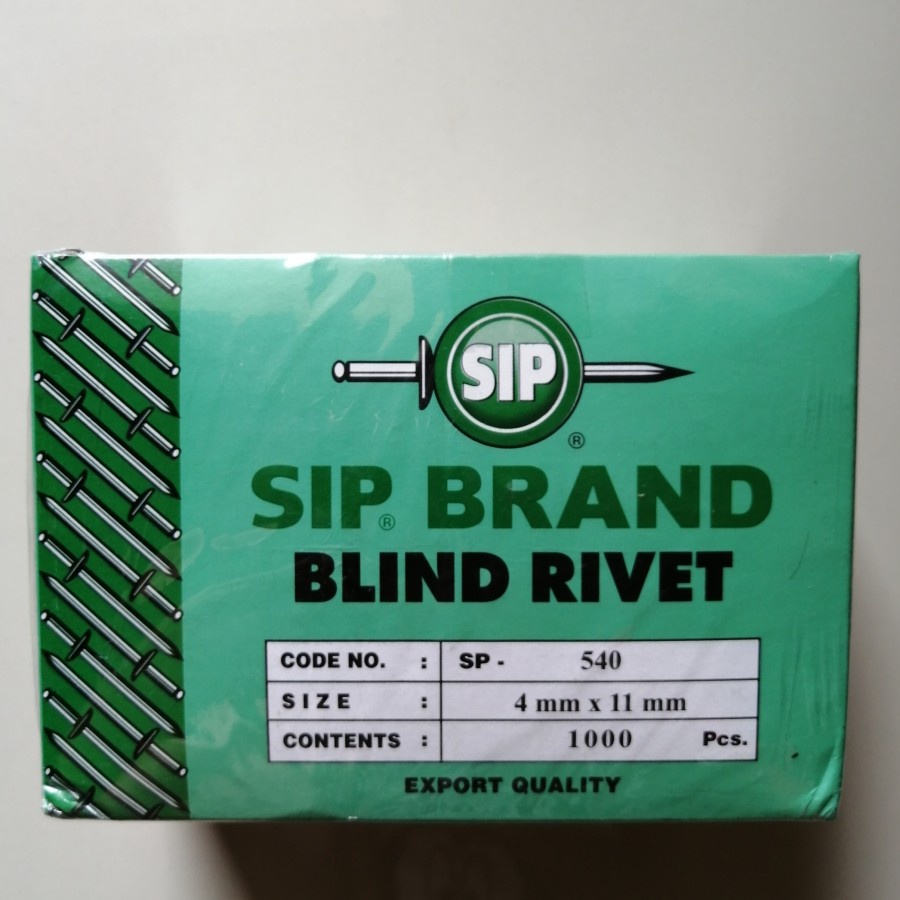 SIP
®
SIP® BRAND
BLIND RIVET
CODE NO. : SP - 540
SIZE : 4 mm x 11 mm
CONTENTS : 1000 Pcs.
EXPORT QUALITY